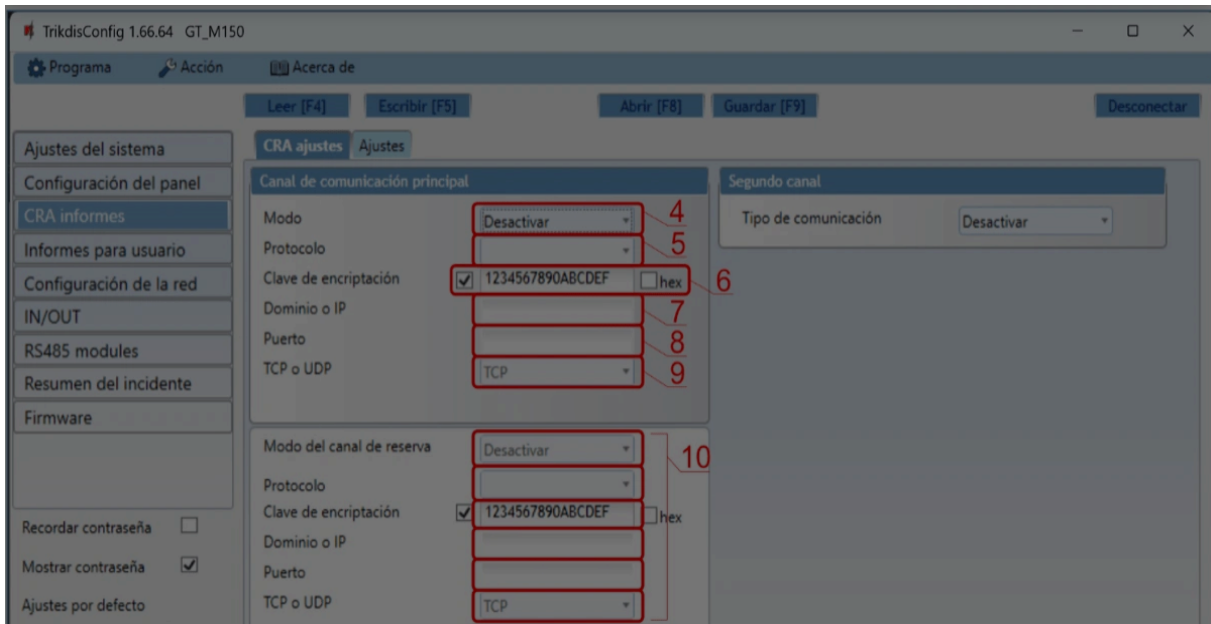 TrikdisConfig 1.66.64 GT_M150
Programa Acción Acerca de
Leer [F4] Escribir [F5] Abrir [F8] Guardar [F9] Desconectar
Ajustes del sistema
Configuración del panel
CRA informes
Informes para usuario
Configuración de la red
IN/OUT
RS485 modules
Resumen del incidente
Firmware
Recordar contraseña
Mostrar contraseña
Ajustes por defecto
CRA ajustes Ajustes
Canal de comunicación principal
Modo Desactivar 4
Protocolo 5
Clave de encriptación 1234567890ABCDEF hex 6
Dominio o IP 7
Puerto 8
TCP o UDP TCP 9
Modo del canal de reserva Desactivar 10
Protocolo
Clave de encriptación 1234567890ABCDEF hex
Dominio o IP
Puerto
TCP o UDP TCP
Segundo canal
Tipo de comunicación Desactivar